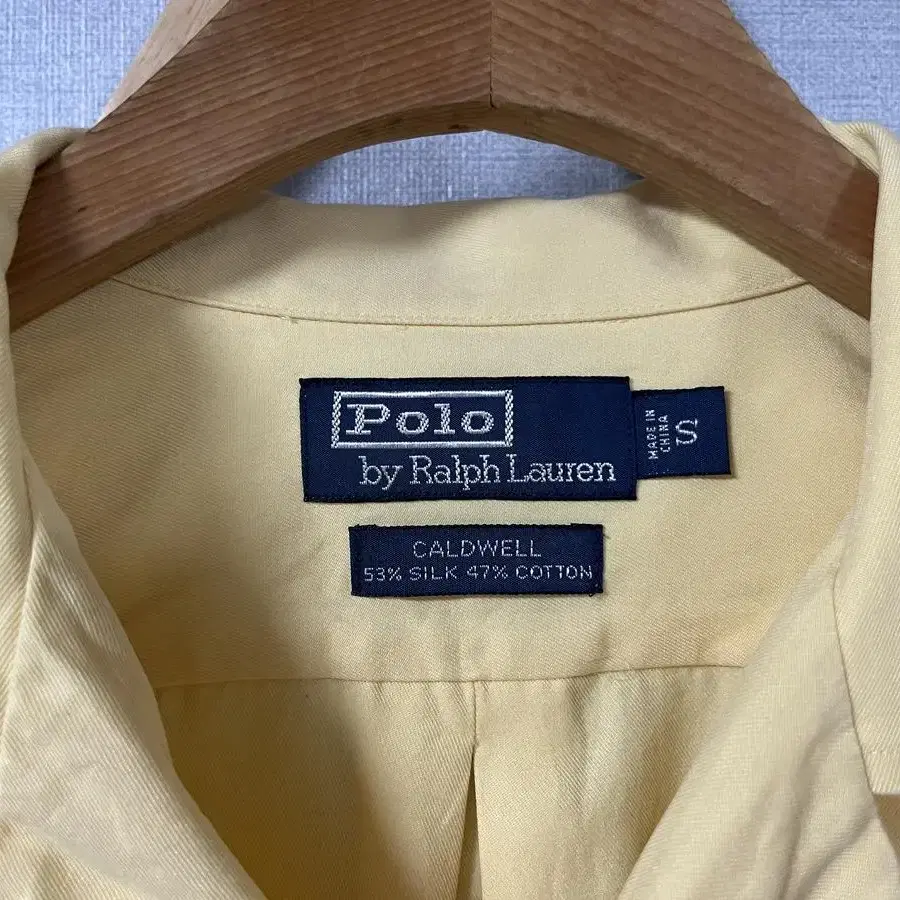 Polo
by Ralph Lauren
MADE IN
CHINA
S
CALDWELL
53% SILK 47% COTTON